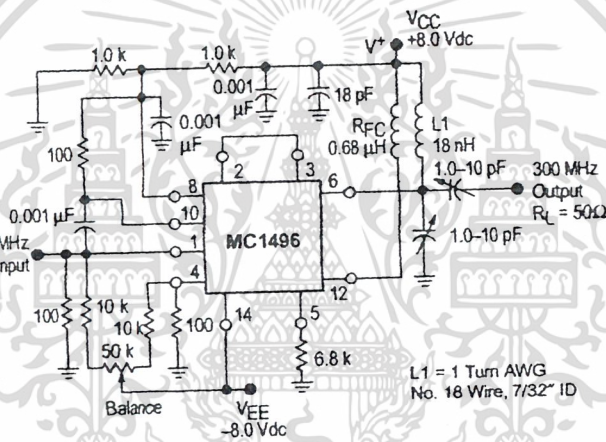 VCC
V+ +8.0 Vdc
1.0 k
1.0 k
0.001
µF
18 pF
0.001
µF
RFC
0.68 µH
L1
18 nH
100
2
3
8
6
1.0–10 pF
300 MHz
Output
RL = 50Ω
0.001 µF
10
MC1496
MHz
nput
1
1.0–10 pF
4
12
100
10 k
10 k
100
14
5
50 k
6.8 k
Balance
VEE
–8.0 Vdc
L1 = 1 Turn AWG
No. 18 Wire, 7/32″ ID